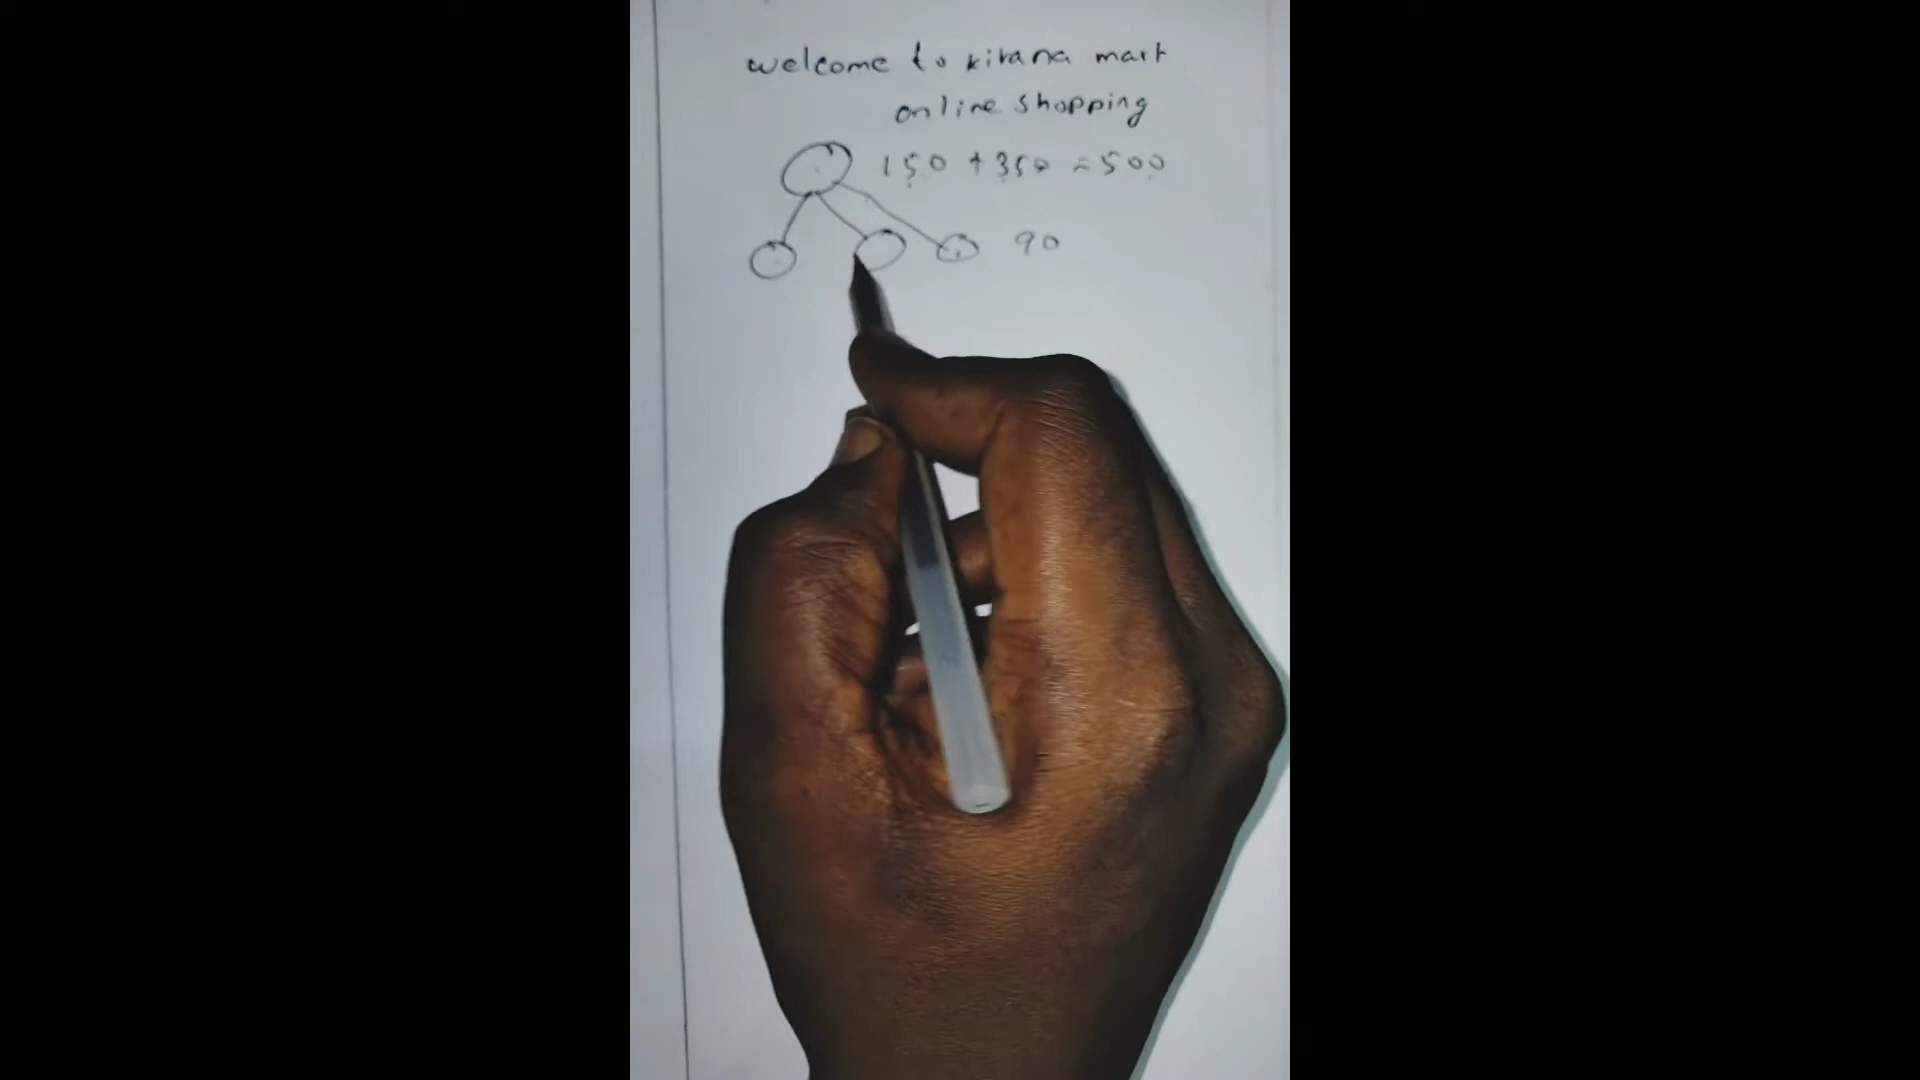 welcome to kirana mart
online shopping
150 + 350 = 500
90